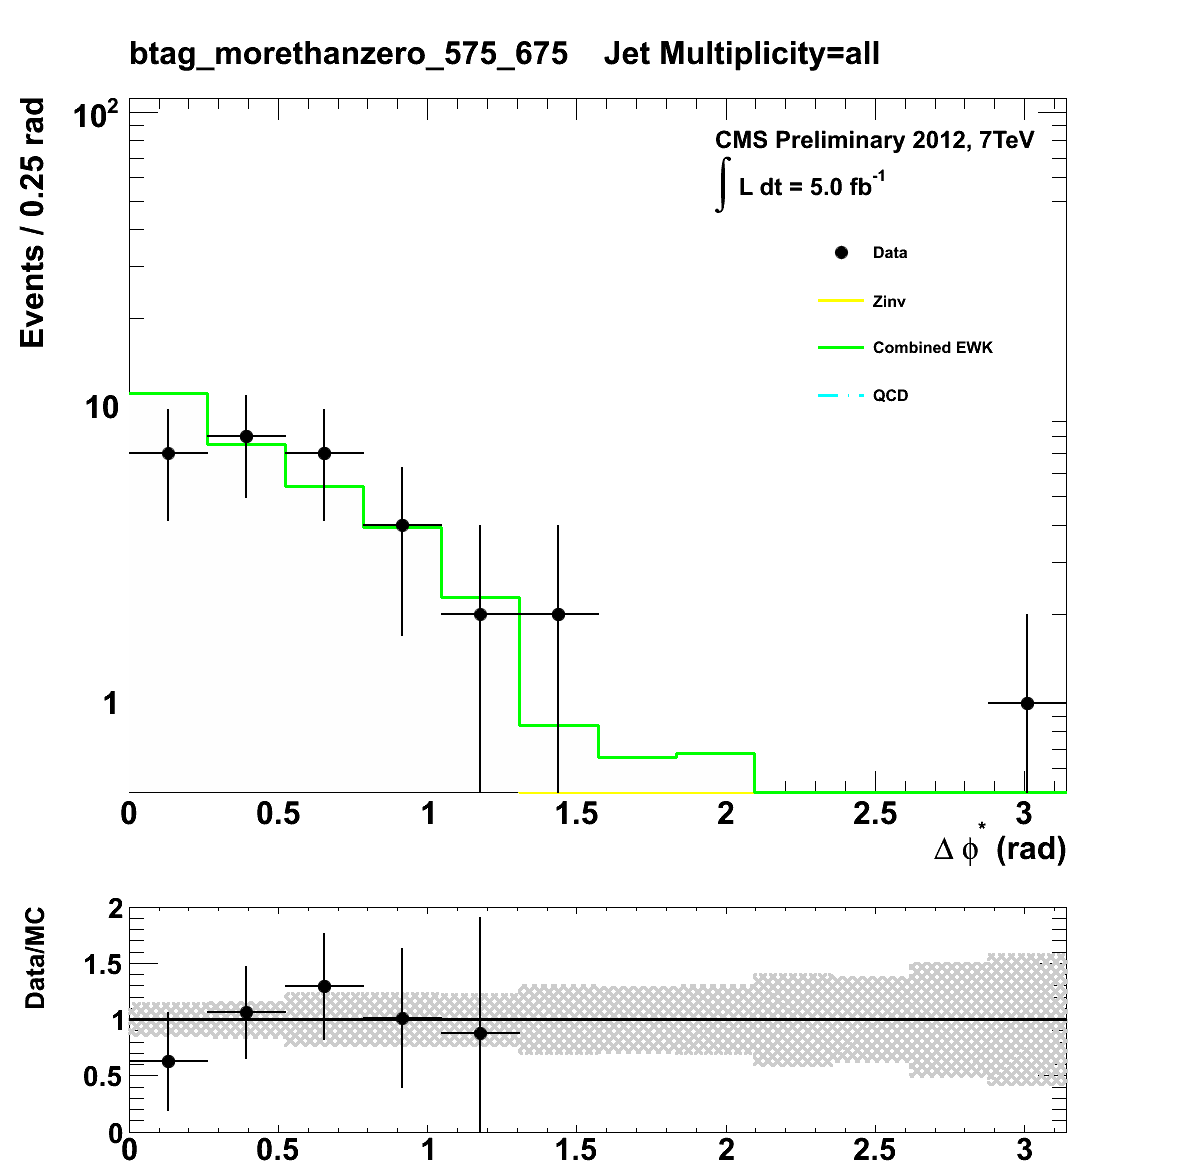 btag_morethanzero_575_675 Jet Multiplicity=all
Events / 0.25 rad
10²
10
1
CMS Preliminary 2012, 7TeV
∫ L dt = 5.0 fb⁻¹
Data
Zinv
Combined EWK
QCD
0 0.5 1 1.5 2 2.5 3
Δ ϕ* (rad)
Data/MC
2
1.5
1
0.5
0
0 0.5 1 1.5 2 2.5 3